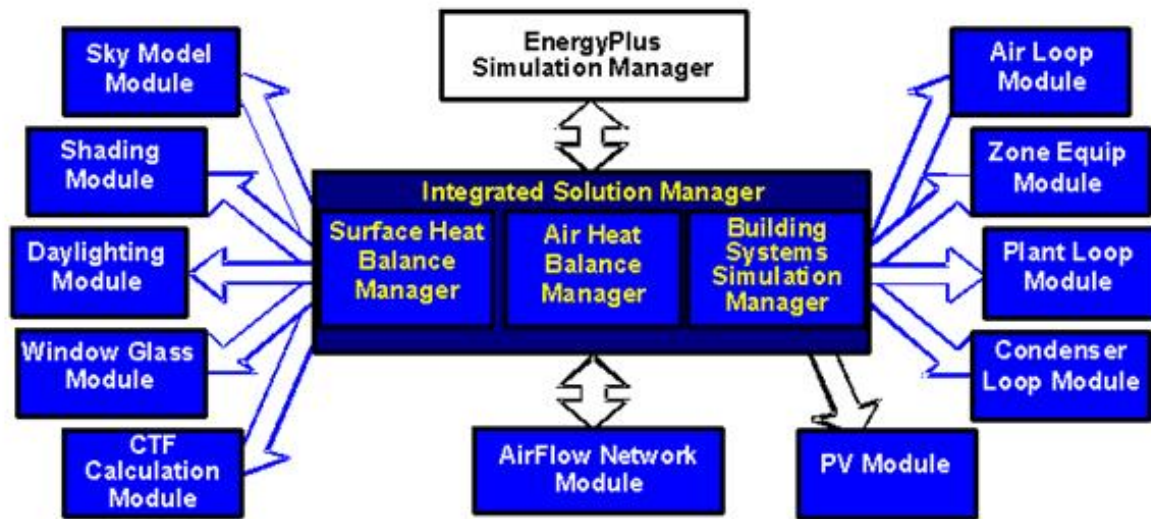 EnergyPlus
Simulation Manager
Sky Model
Module
Shading
Module
Daylighting
Module
Window Glass
Module
CTF
Calculation
Module
Integrated Solution Manager
Surface Heat
Balance
Manager
Air Heat
Balance
Manager
Building
Systems
Simulation
Manager
AirFlow Network
Module
Air Loop
Module
Zone Equip
Module
Plant Loop
Module
Condenser
Loop Module
PV Module